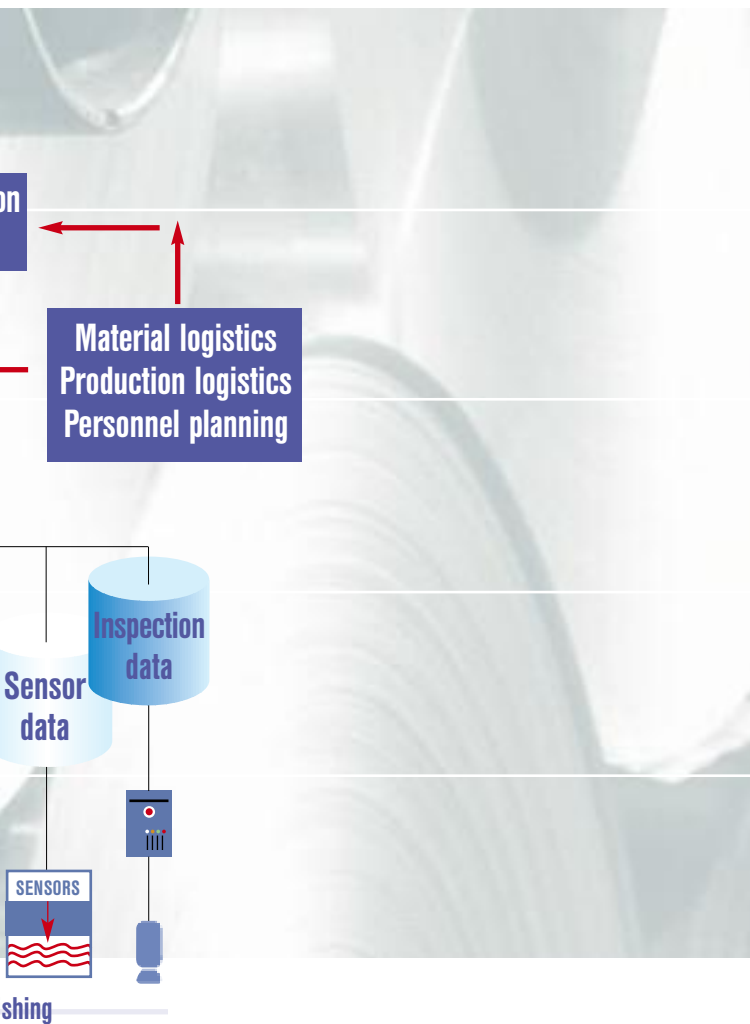 on
Material logistics
Production logistics
Personnel planning
Inspection
data
Sensor
data
SENSORS
shing